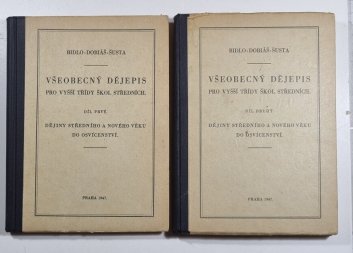 BIDLO-DOBIÁŠ-ŠUSTA
VŠEOBECNÝ DĚJEPIS
PRO VYŠŠÍ TŘÍDY ŠKOL STŘEDNÍCH.
DÍL PRVÝ
DĚJINY STŘEDNÍHO A NOVÉHO VĚKU
DO OSVÍCENSTVÍ.
PRAHA 1947.
BIDLO-DOBIÁŠ-ŠUSTA
VŠEOBECNÝ DĚJEPIS
PRO VYŠŠÍ TŘÍDY ŠKOL STŘEDNÍCH.
DÍL DRUHÝ
DĚJINY STŘEDNÍHO A NOVÉHO VĚKU
DO OSVÍCENSTVÍ.
PRAHA 1947.